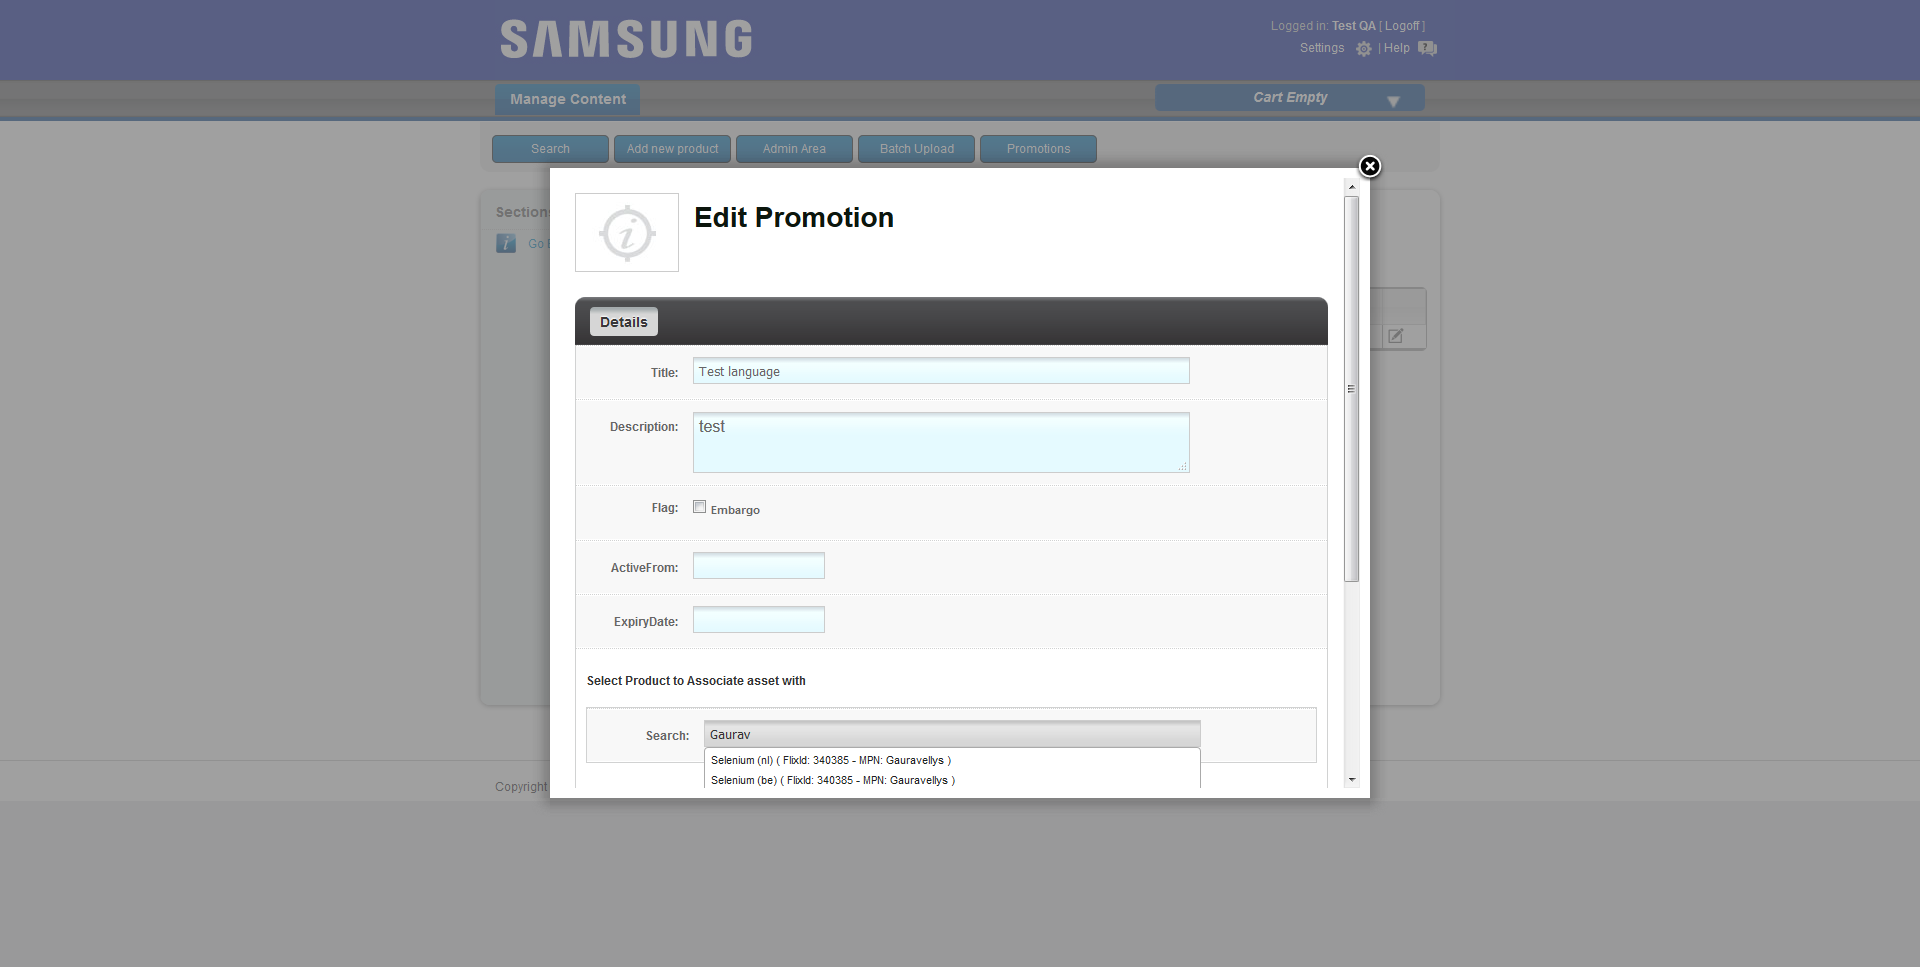 SAMSUNG
Logged in: Test QA [ Logoff ]
Settings | Help
Manage Content
Cart Empty
Search
Add new product
Admin Area
Batch Upload
Promotions
Sections
Go
Edit Promotion
Details
Title: Test language
Description: test
Flag: Embargo
ActiveFrom:
ExpiryDate:
Select Product to Associate asset with
Search: Gaurav
Selenium (nl) ( FlixId: 340385 - MPN: Gauravellys )
Selenium (be) ( FlixId: 340385 - MPN: Gauravellys )
Copyright